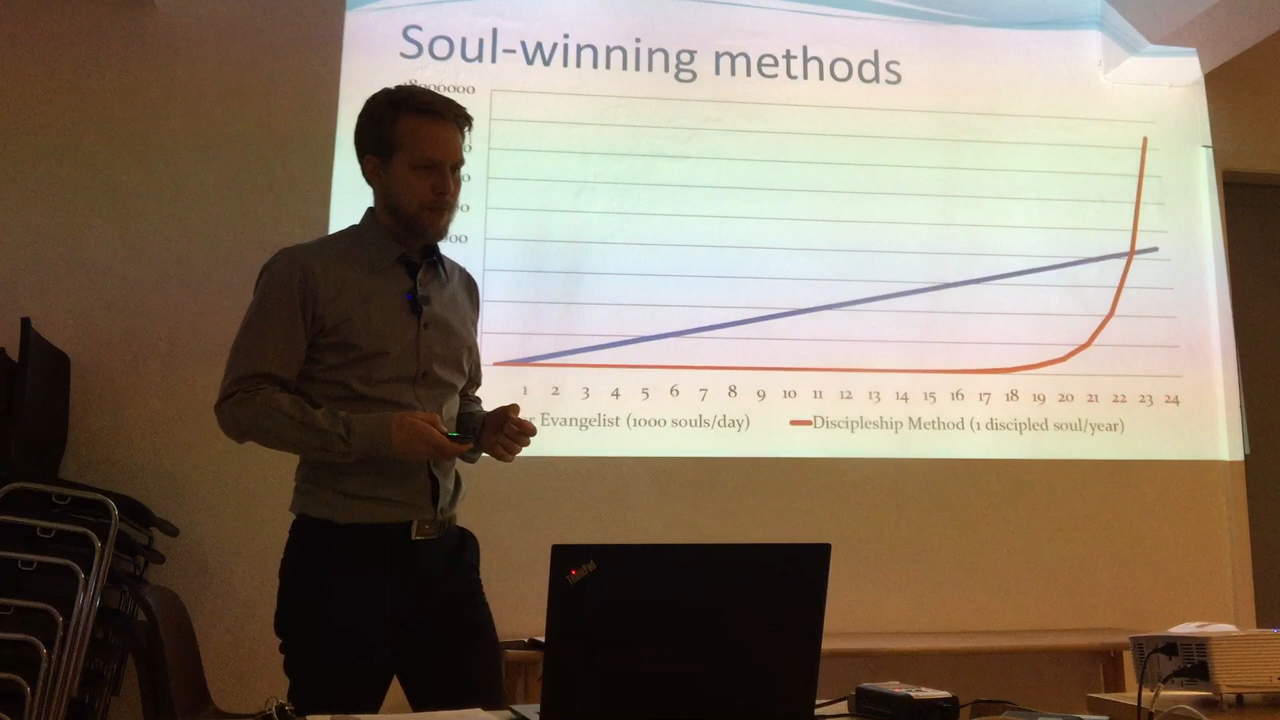 Soul-winning methods
1 2 3 4 5 6 7 8 9 10 11 12 13 14 15 16 17 18 19 20 21 22 23 24
Evangelist (1000 souls/day) Discipleship Method (1 discipled soul/year)
ThinkPad